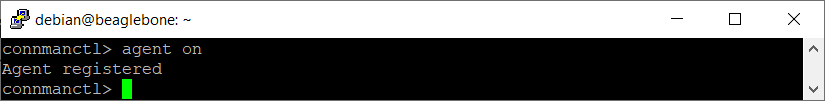 debian@beaglebone: ~
connmanctl> agent on
Agent registered
connmanctl>